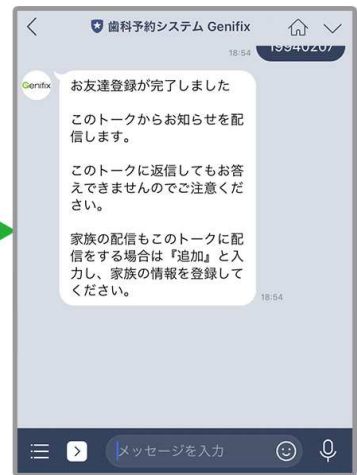 歯科予約システム Genifix
18:54
19940207
Genifix
お友達登録が完了しました
このトークからお知らせを配
信します。
このトークに返信してもお答
えできませんのでご注意くだ
さい。
家族の配信もこのトークに配
信をする場合は『追加』と入
力し、家族の情報を登録して
ください。
18:54
メッセージを入力